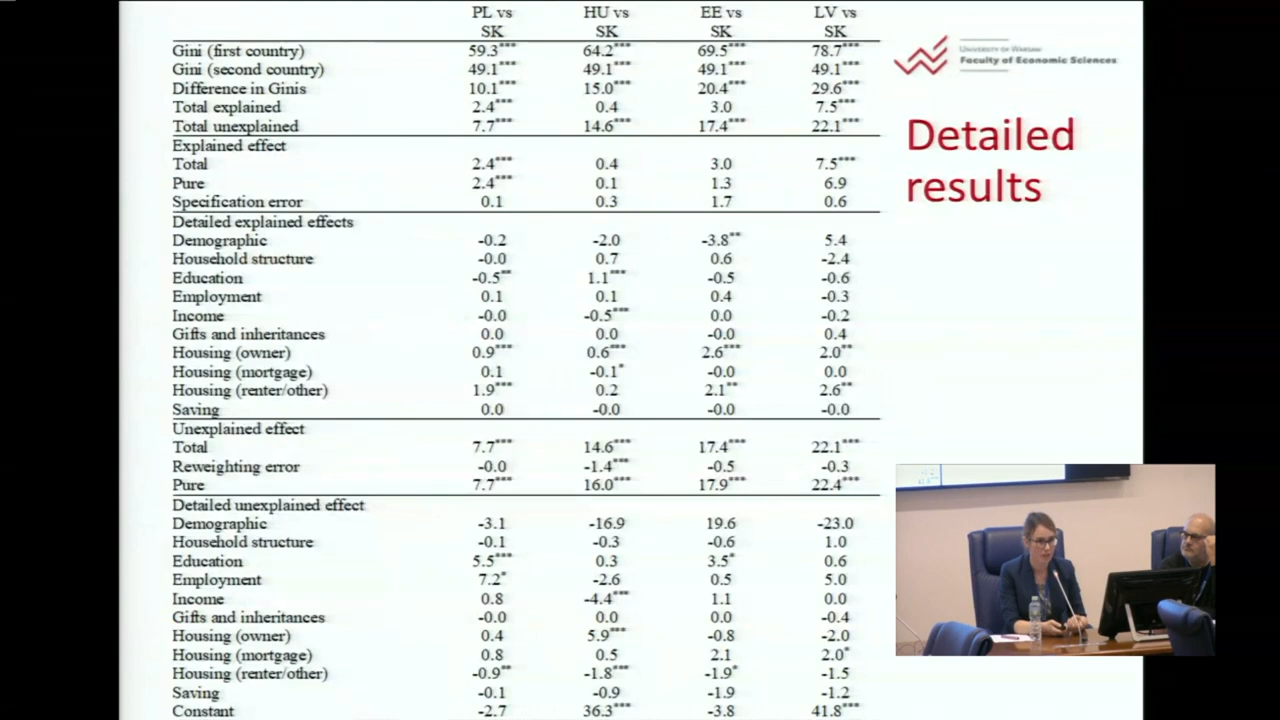 PL vs HU vs EE vs LV vs
SK SK SK SK
Gini (first country) 59.3*** 64.2*** 69.5*** 78.7***
Gini (second country) 49.1*** 49.1*** 49.1*** 49.1***
Difference in Ginis 10.1*** 15.0*** 20.4*** 29.6***
Total explained 2.4*** 0.4 3.0 7.5***
Total unexplained 7.7*** 14.6*** 17.4*** 22.1***
Explained effect
Total 2.4*** 0.4 3.0 7.5***
Pure 2.4*** 0.1 1.3 6.9
Specification error 0.1 0.3 1.7 0.6
Detailed explained effects
Demographic -0.2 -2.0 -3.8** 5.4
Household structure -0.0 0.7 0.6 -2.4
Education -0.5** 1.1*** -0.5 -0.6
Employment 0.1 0.1 0.4 -0.3
Income -0.0 -0.5*** 0.0 -0.2
Gifts and inheritances 0.0 0.0 -0.0 0.4
Housing (owner) 0.9*** 0.6*** 2.6*** 2.0**
Housing (mortgage) 0.1 -0.1* -0.0 0.0
Housing (renter/other) 1.9*** 0.2 2.1** 2.6**
Saving 0.0 -0.0 -0.0 -0.0
Unexplained effect
Total 7.7*** 14.6*** 17.4*** 22.1***
Reweighting error -0.0 -1.4*** -0.5 -0.3
Pure 7.7*** 16.0*** 17.9*** 22.4***
Detailed unexplained effect
Demographic -3.1 -16.9 19.6 -23.0
Household structure -0.1 -0.3 -0.6 1.0
Education 5.5*** 0.3 3.5* 0.6
Employment 7.2* -2.6 0.5 5.0
Income 0.8 -4.4*** 1.1 0.0
Gifts and inheritances -0.0 0.0 0.0 -0.4
Housing (owner) 0.4 5.9*** -0.8 -2.0
Housing (mortgage) 0.8 0.5 2.1 2.0*
Housing (renter/other) -0.9** -1.8*** -1.9* -1.5
Saving -0.1 -0.9 -1.9 -1.2
Constant -2.7 36.3*** -3.8 41.8***
University of Warsaw
Faculty of Economic Sciences
Detailed
results